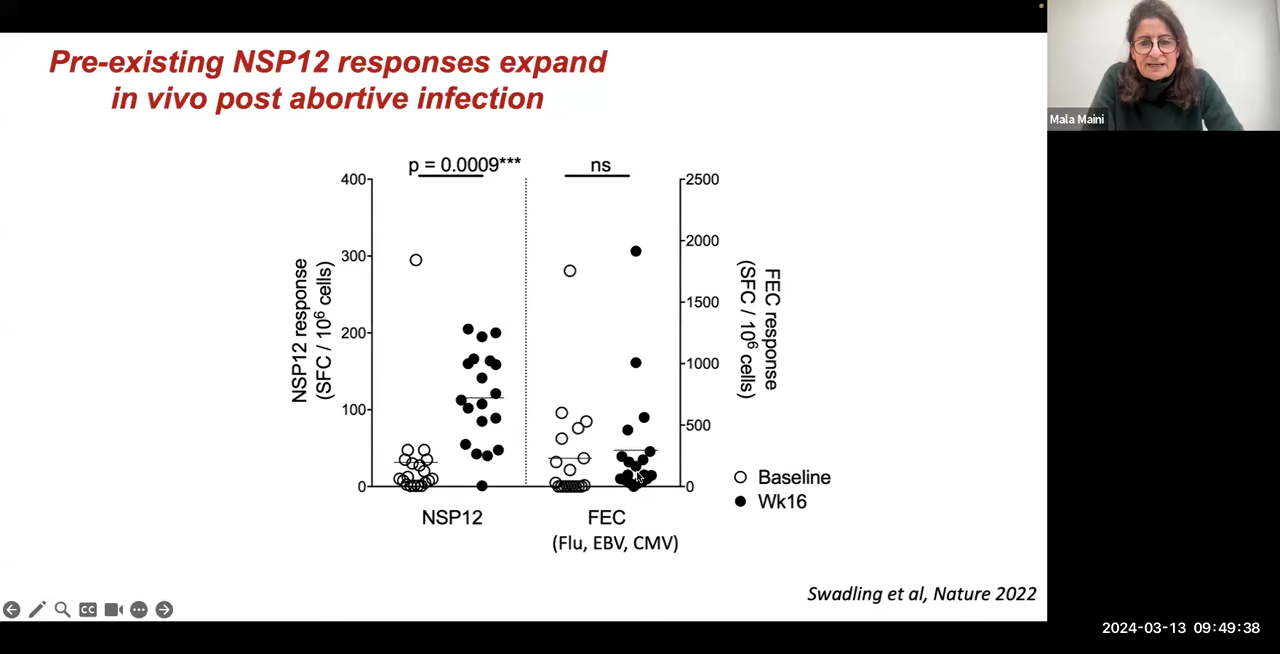 Pre-existing NSP12 responses expand
in vivo post abortive infection
Mala Maini
p = 0.0009***
ns
400
300
200
100
0
NSP12 response
(SFC / 10⁶ cells)
2500
2000
1500
1000
500
0
FEC response
(SFC / 10⁶ cells)
NSP12
FEC
(Flu, EBV, CMV)
Baseline
Wk16
Swadling et al, Nature 2022
CC
2024-03-13 09:49:38